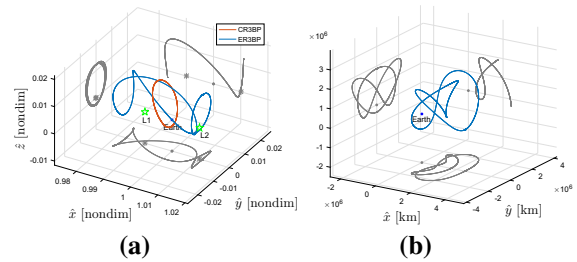 CR3BP
ER3BP
0.02
0.01
0
-0.01
ẑ [nondim]
L1
Earth
L2
0.98
0.99
1
1.01
1.02
x̂ [nondim]
-0.02
-0.01
0
0.01
0.02
ŷ [nondim]
(a)
×10⁶
4
3
2
1
0
-1
-2
Earth
-2
0
2
4
×10⁶
x̂ [km]
-4
-2
0
2
4
×10⁶
ŷ [km]
(b)